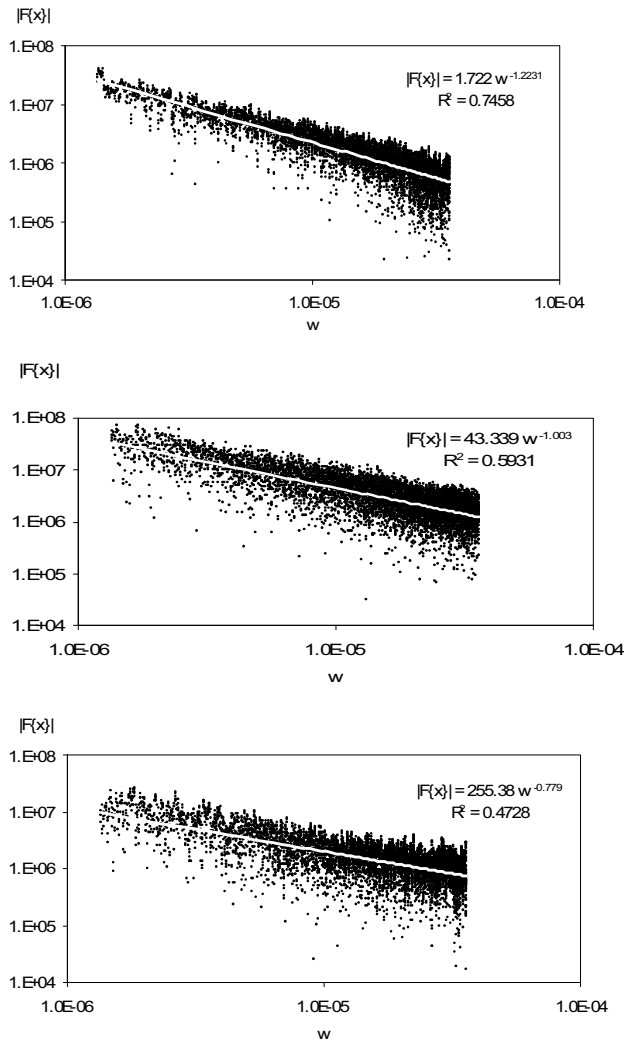 |F{x}|
1.E+08
1.E+07
1.E+06
1.E+05
1.E+04
|F{x}| = 1.722 w^-1.2231
R² = 0.7458
1.0E-06 1.0E-05 1.0E-04
w
|F{x}|
1.E+08
1.E+07
1.E+06
1.E+05
1.E+04
|F{x}| = 43.339 w^-1.003
R² = 0.5931
1.0E-06 1.0E-05 1.0E-04
w
|F{x}|
1.E+08
1.E+07
1.E+06
1.E+05
1.E+04
|F{x}| = 255.38 w^-0.779
R² = 0.4728
1.0E-06 1.0E-05 1.0E-04
w